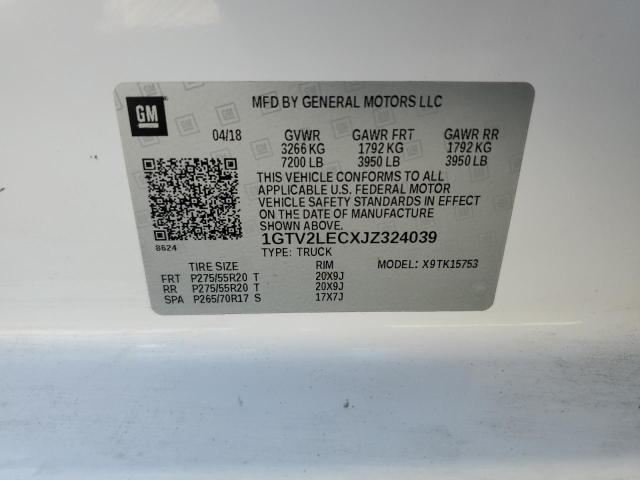 GM
MFD BY GENERAL MOTORS LLC
04/18 GVWR GAWR FRT GAWR RR
3266 KG 1792 KG 1792 KG
7200 LB 3950 LB 3950 LB
THIS VEHICLE CONFORMS TO ALL
APPLICABLE U.S. FEDERAL MOTOR
VEHICLE SAFETY STANDARDS IN EFFECT
ON THE DATE OF MANUFACTURE
8624
1GTV2LECXJZ324039
TYPE: TRUCK
TIRE SIZE RIM MODEL: X9TK15753
FRT P275/55R20 T 20X9J
RR P275/55R20 T 20X9J
SPA P265/70R17 S 17X7J